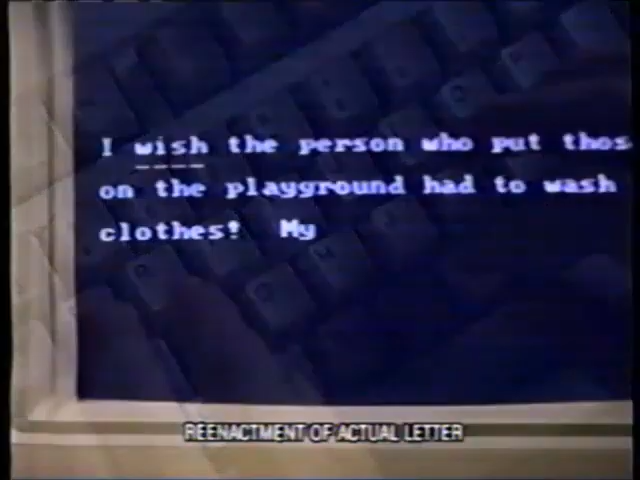 I wish the person who put thos
on the playground had to wash
clothes! My
REENACTMENT OF ACTUAL LETTER